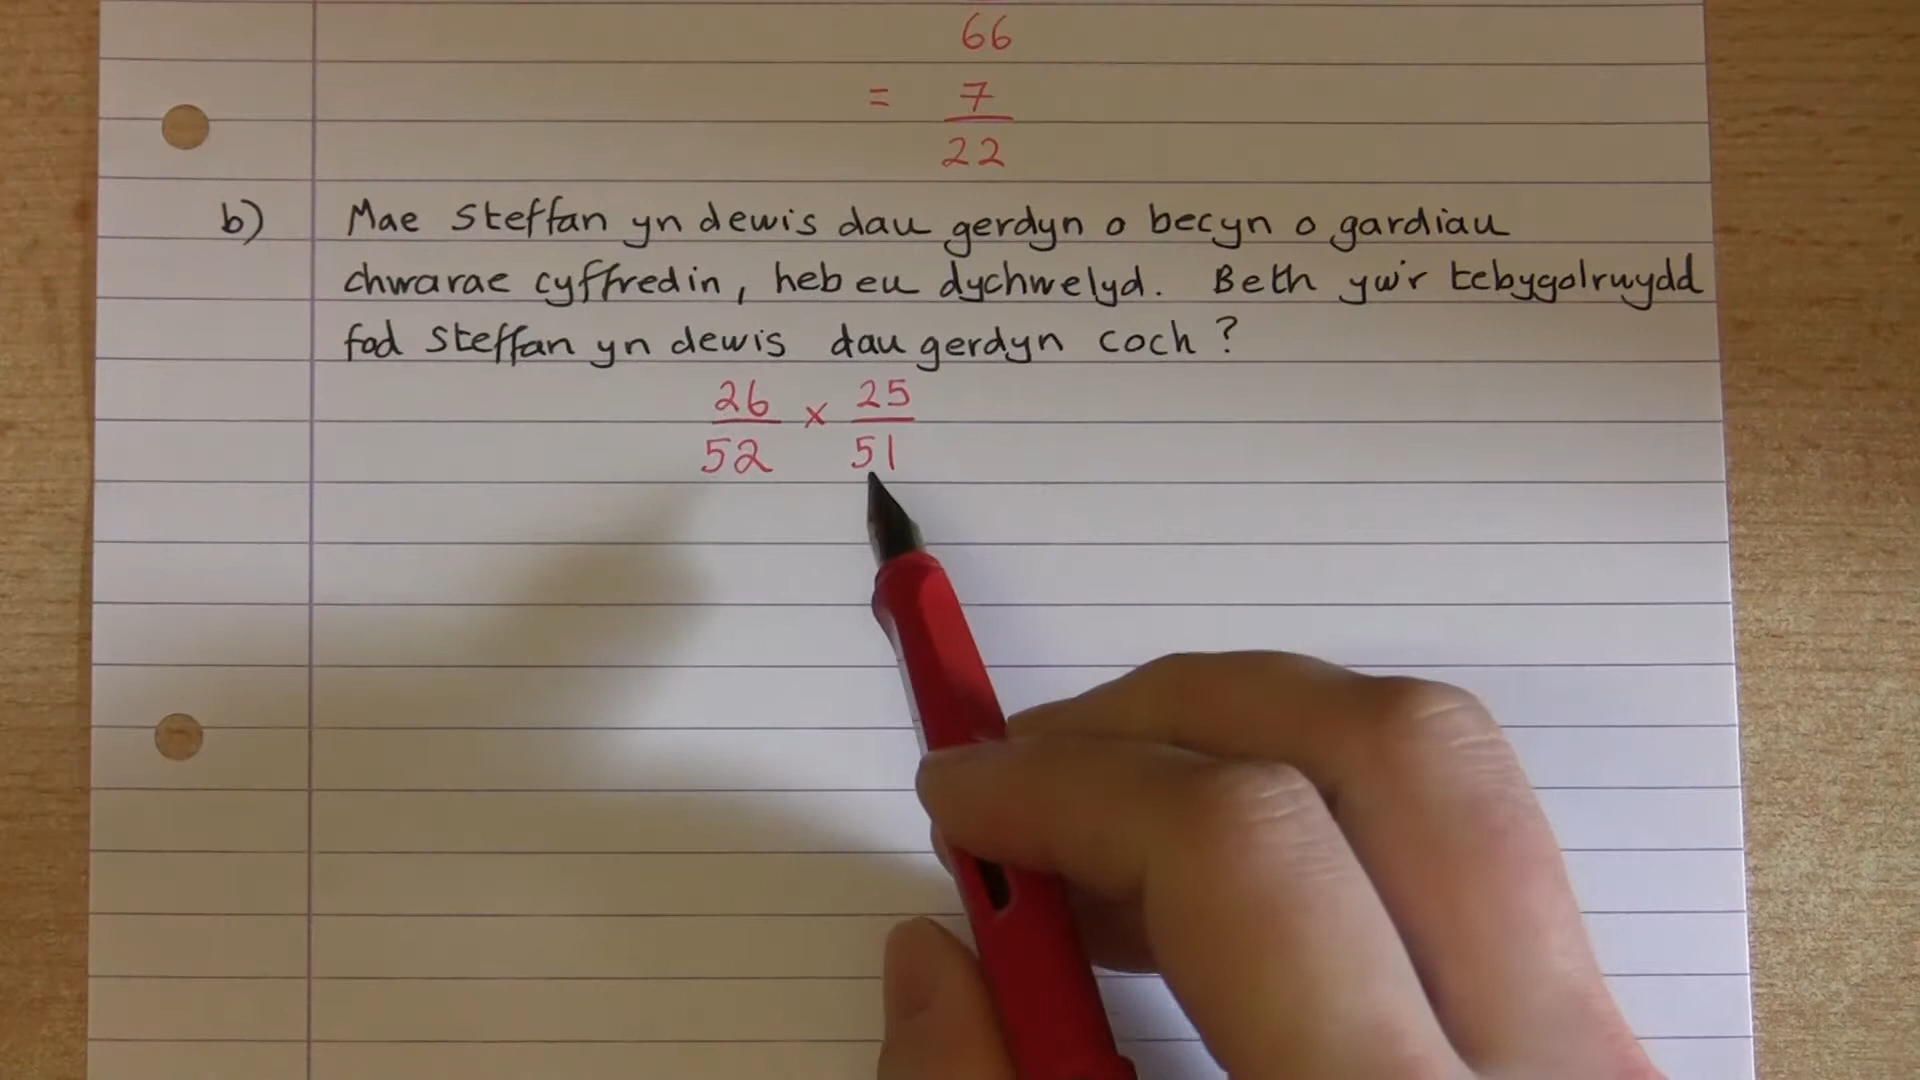 66
= 7
22
b) Mae Steffan yn dewis dau gerdyn o becyn o gardiau
chwarae cyffredin, heb eu dychwelyd. Beth yw'r tebygolrwydd
fod Steffan yn dewis dau gerdyn coch?
26 × 25
52 51